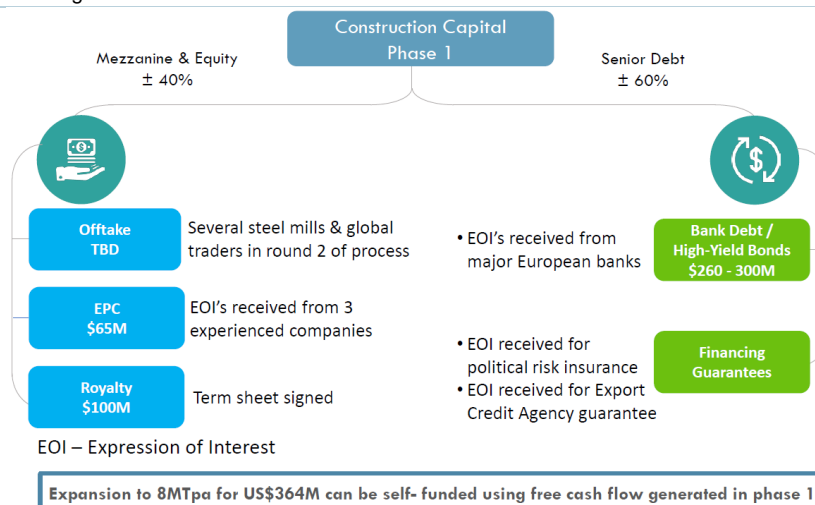 Construction Capital
Phase 1
Mezzanine & Equity
± 40%
Senior Debt
± 60%
Offtake
TBD
Several steel mills & global
traders in round 2 of process
EPC
$65M
EOI's received from 3
experienced companies
Royalty
$100M
Term sheet signed
• EOI's received from
major European banks
Bank Debt /
High-Yield Bonds
$260 - 300M
• EOI received for
political risk insurance
• EOI received for Export
Credit Agency guarantee
Financing
Guarantees
EOI – Expression of Interest
Expansion to 8MTpa for US$364M can be self- funded using free cash flow generated in phase 1